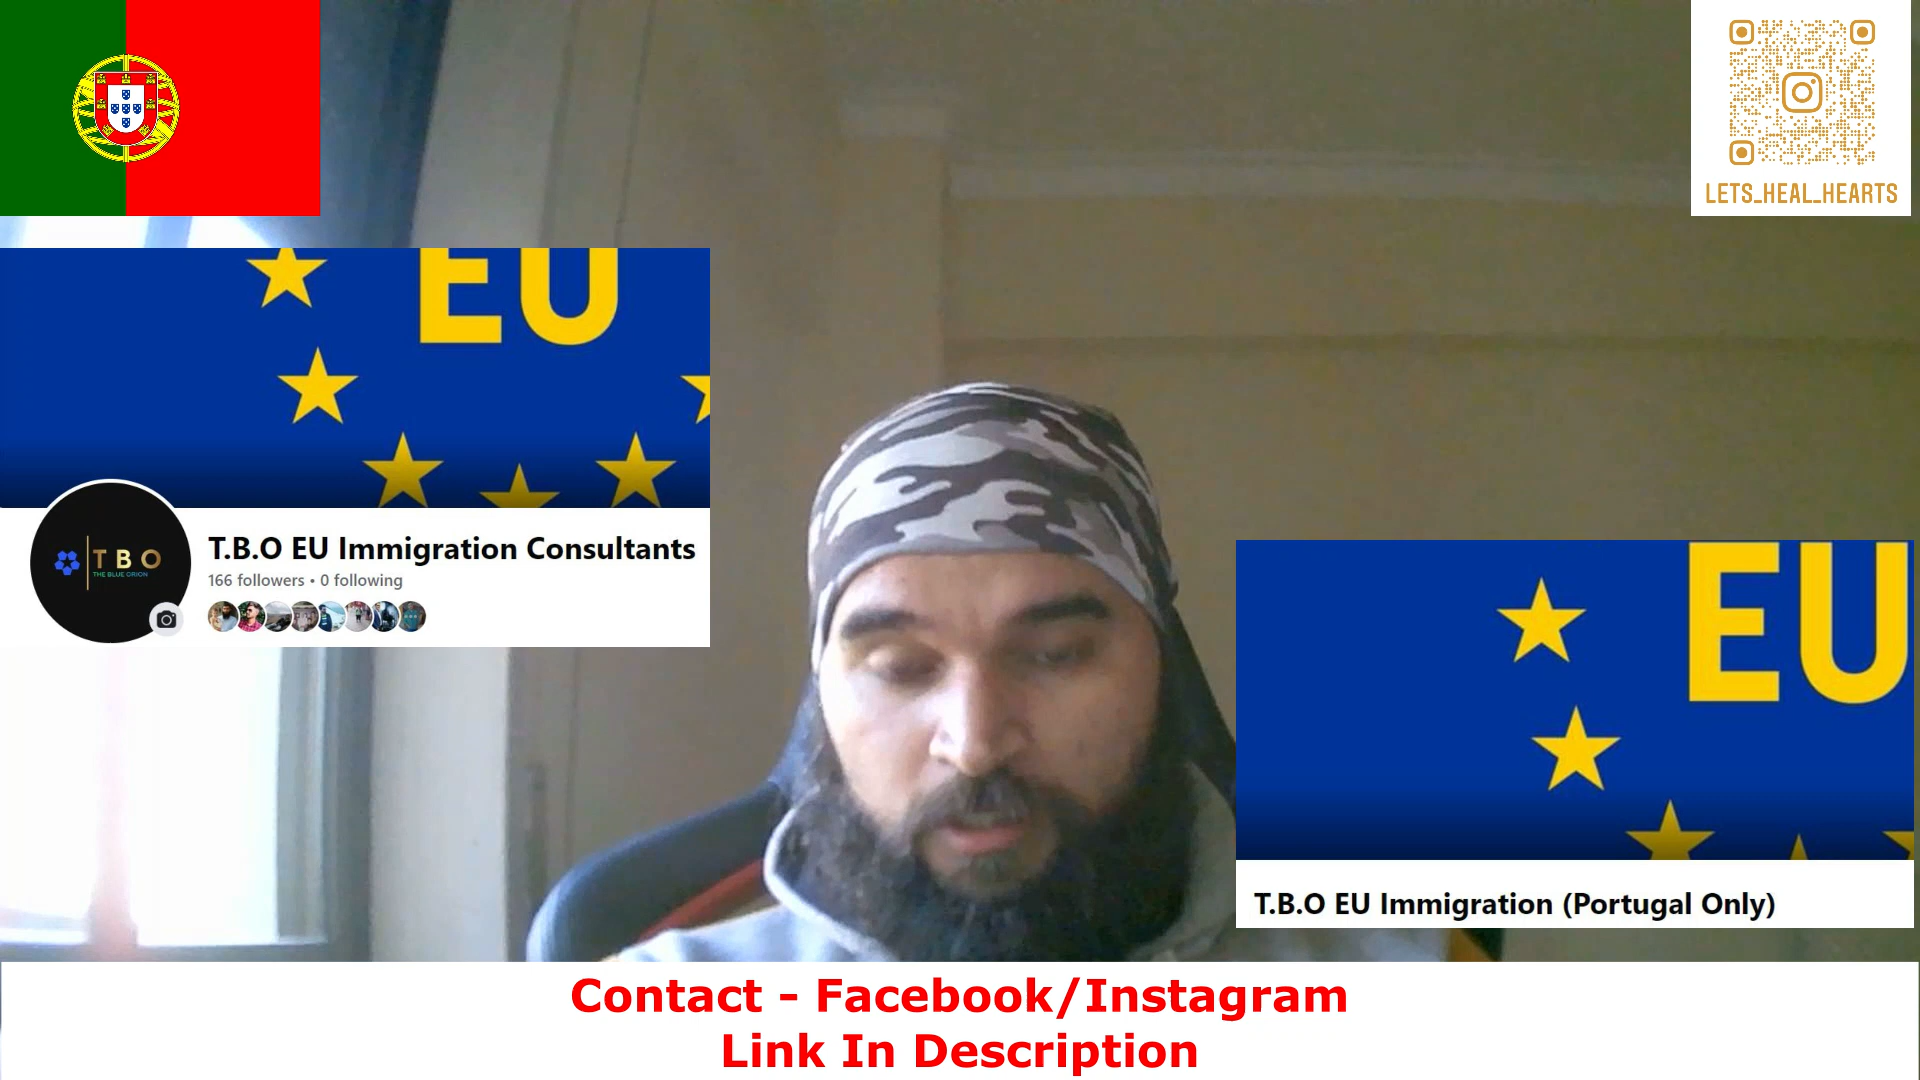 LETS_HEAL_HEARTS
EU
T B O
THE BLUE ORION
T.B.O EU Immigration Consultants
166 followers • 0 following
EU
T.B.O EU Immigration (Portugal Only)
Contact - Facebook/Instagram
Link In Description